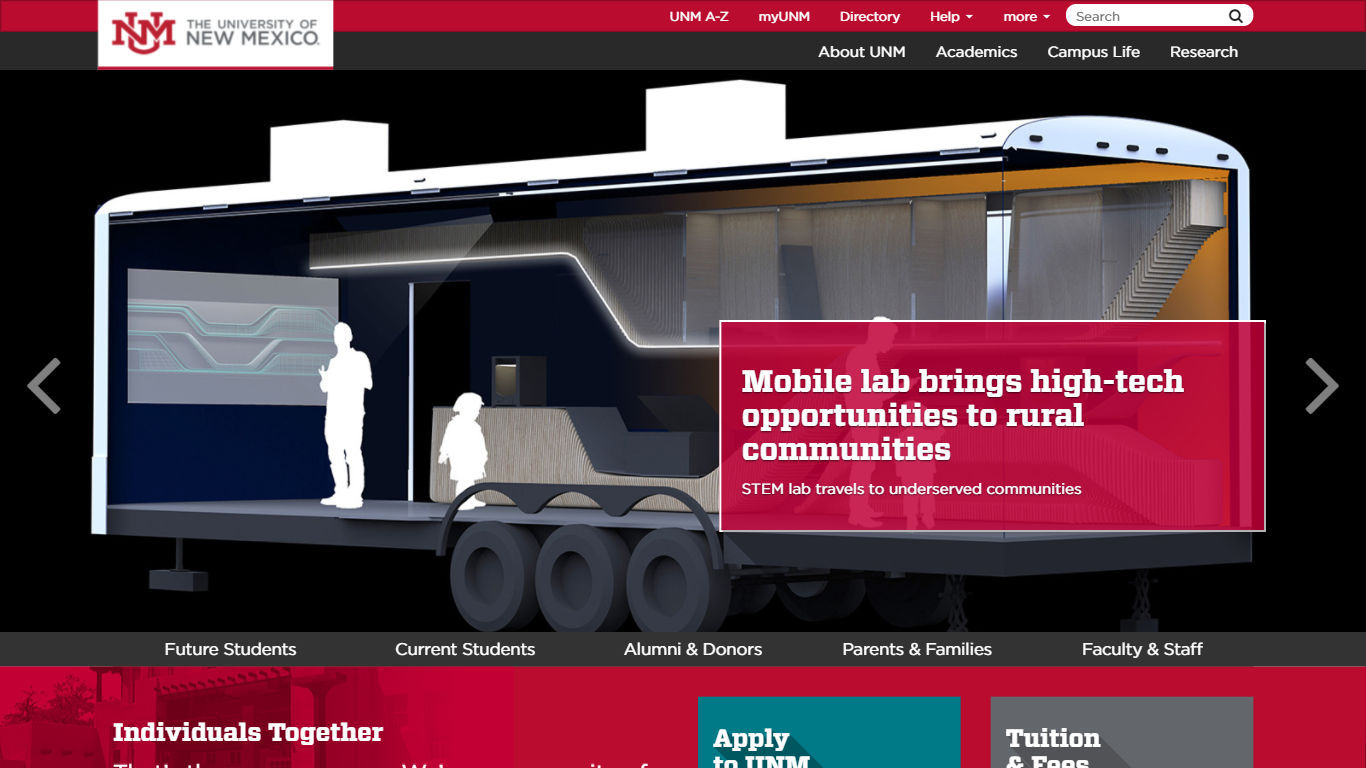 UNM A-Z myUNM Directory Help more Search
UNM THE UNIVERSITY OF
NEW MEXICO.
About UNM Academics Campus Life Research
Mobile lab brings high-tech
opportunities to rural
communities
STEM lab travels to underserved communities
Future Students Current Students Alumni & Donors Parents & Families Faculty & Staff
Individuals Together
Apply
to UNM
Tuition
& Fees